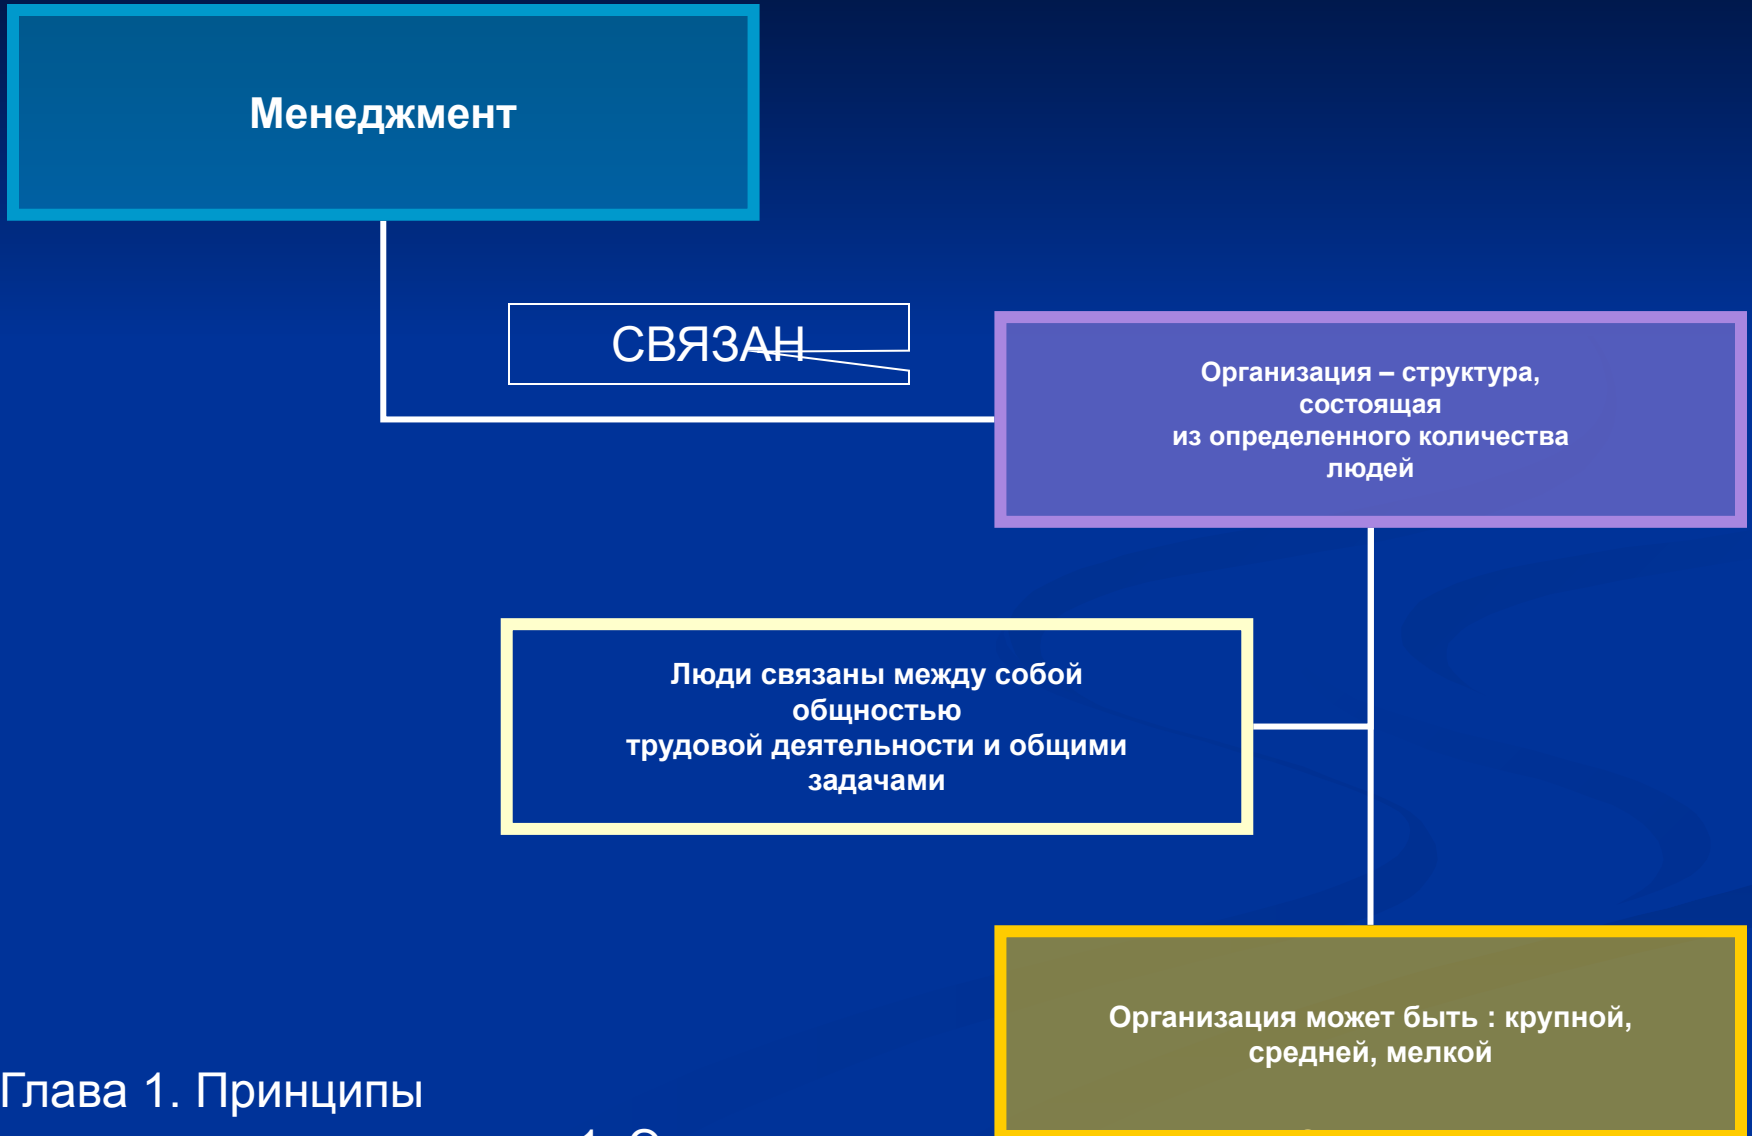 Менеджмент
СВЯЗАН
Организация – структура,
состоящая
из определенного количества
людей
Люди связаны между собой
общностью
трудовой деятельности и общими
задачами
Организация может быть : крупной,
средней, мелкой
Глава 1. Принципы